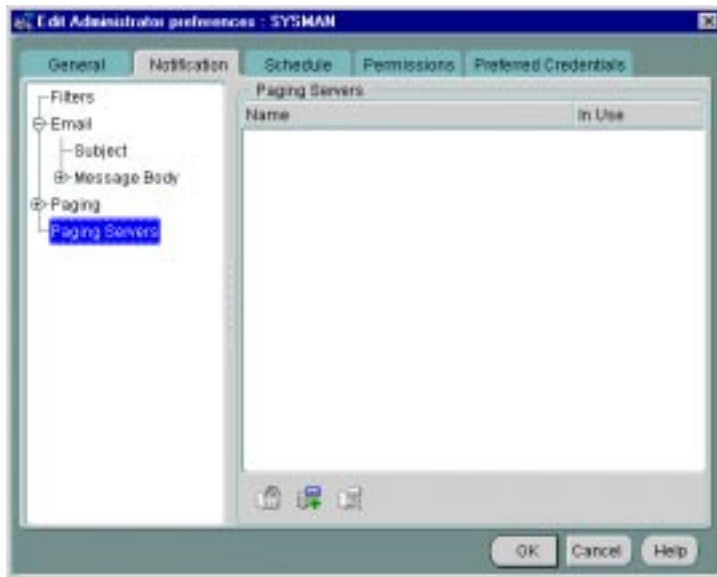 Edit Administrator preferences : SYSMAN
General Notification Schedule Permissions Preferred Credentials
Filters
Email
Subject
Message Body
Paging
Paging Servers
Paging Servers
Name In Use
OK Cancel Help